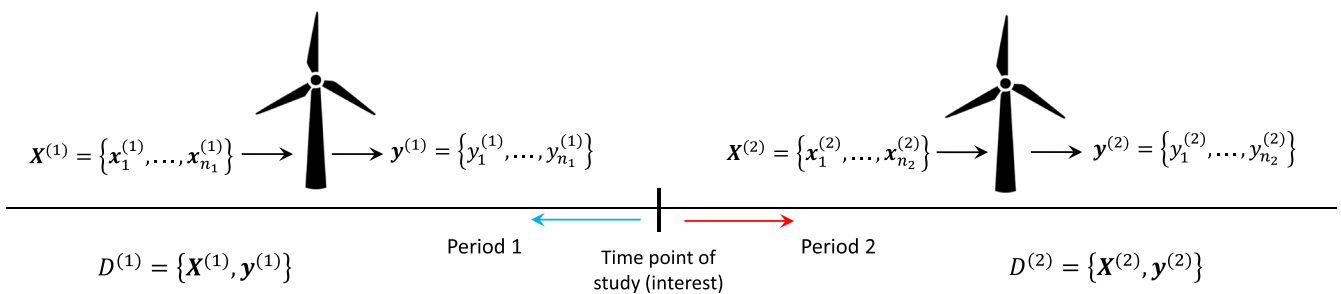 X^(1) = {x_1^(1), ..., x_{n_1}^(1)} → → y^(1) = {y_1^(1), ..., y_{n_1}^(1)}
X^(2) = {x_1^(2), ..., x_{n_2}^(2)} → → y^(2) = {y_1^(2), ..., y_{n_2}^(2)}
Period 1
Time point of
study (interest)
Period 2
D^(1) = {X^(1), y^(1)}
D^(2) = {X^(2), y^(2)}